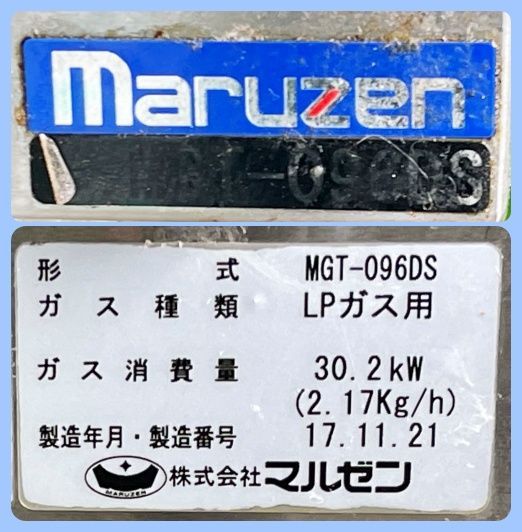 maruzen
形式 MGT-096DS
ガス種類 LPガス用
ガス消費量 30.2kW
(2.17Kg/h)
製造年月・製造番号 17.11.21
MARUZEN 株式会社マルゼン